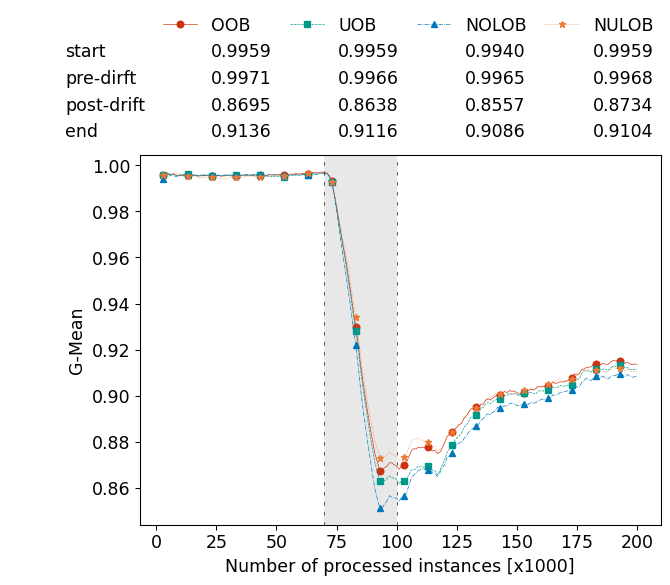 OOB UOB NOLOB NULOB
start 0.9959 0.9959 0.9940 0.9959
pre-dirft 0.9971 0.9966 0.9965 0.9968
post-drift 0.8695 0.8638 0.8557 0.8734
end 0.9136 0.9116 0.9086 0.9104
1.00
0.98
0.96
0.94
0.92
0.90
0.88
0.86
G-Mean
0 25 50 75 100 125 150 175 200
Number of processed instances [x1000]